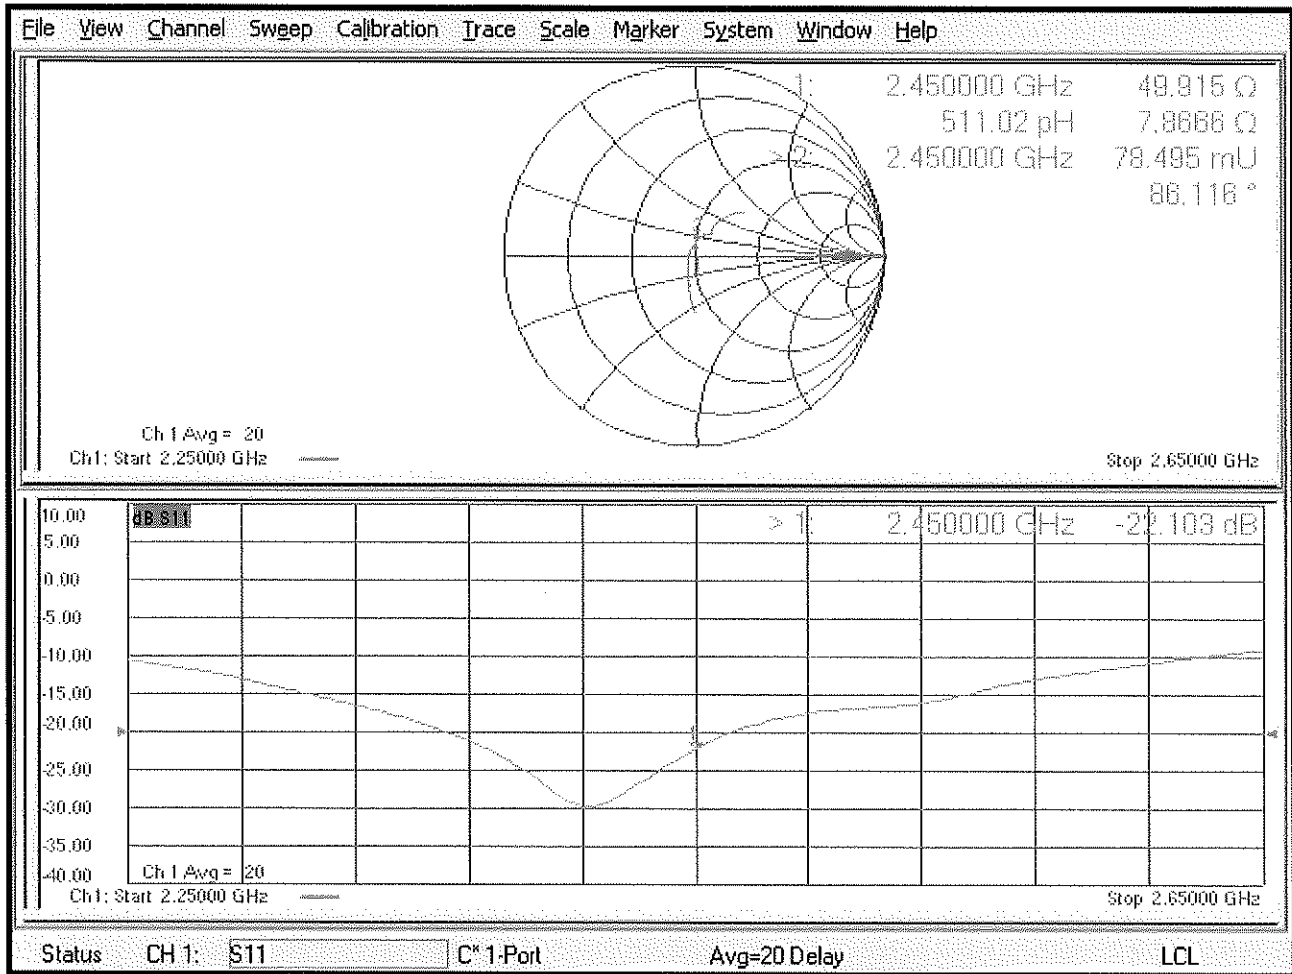 File View Channel Sweep Calibration Trace Scale Marker System Window Help
1: 2.450000 GHz 49.915 Ω
511.02 pH 7.8666 Ω
> 2: 2.450000 GHz 78.495 mU
86.116 °
Ch 1 Avg = 20
Ch1: Start 2.25000 GHz Stop 2.65000 GHz
10.00 dB S11 > 1: 2.450000 GHz -22.103 dB
5.00
0.00
-5.00
-10.00
-15.00
-20.00
1
-25.00
-30.00
-35.00
-40.00 Ch 1 Avg = 20
Ch1: Start 2.25000 GHz Stop 2.65000 GHz
Status CH 1: S11 C* 1-Port Avg=20 Delay LCL